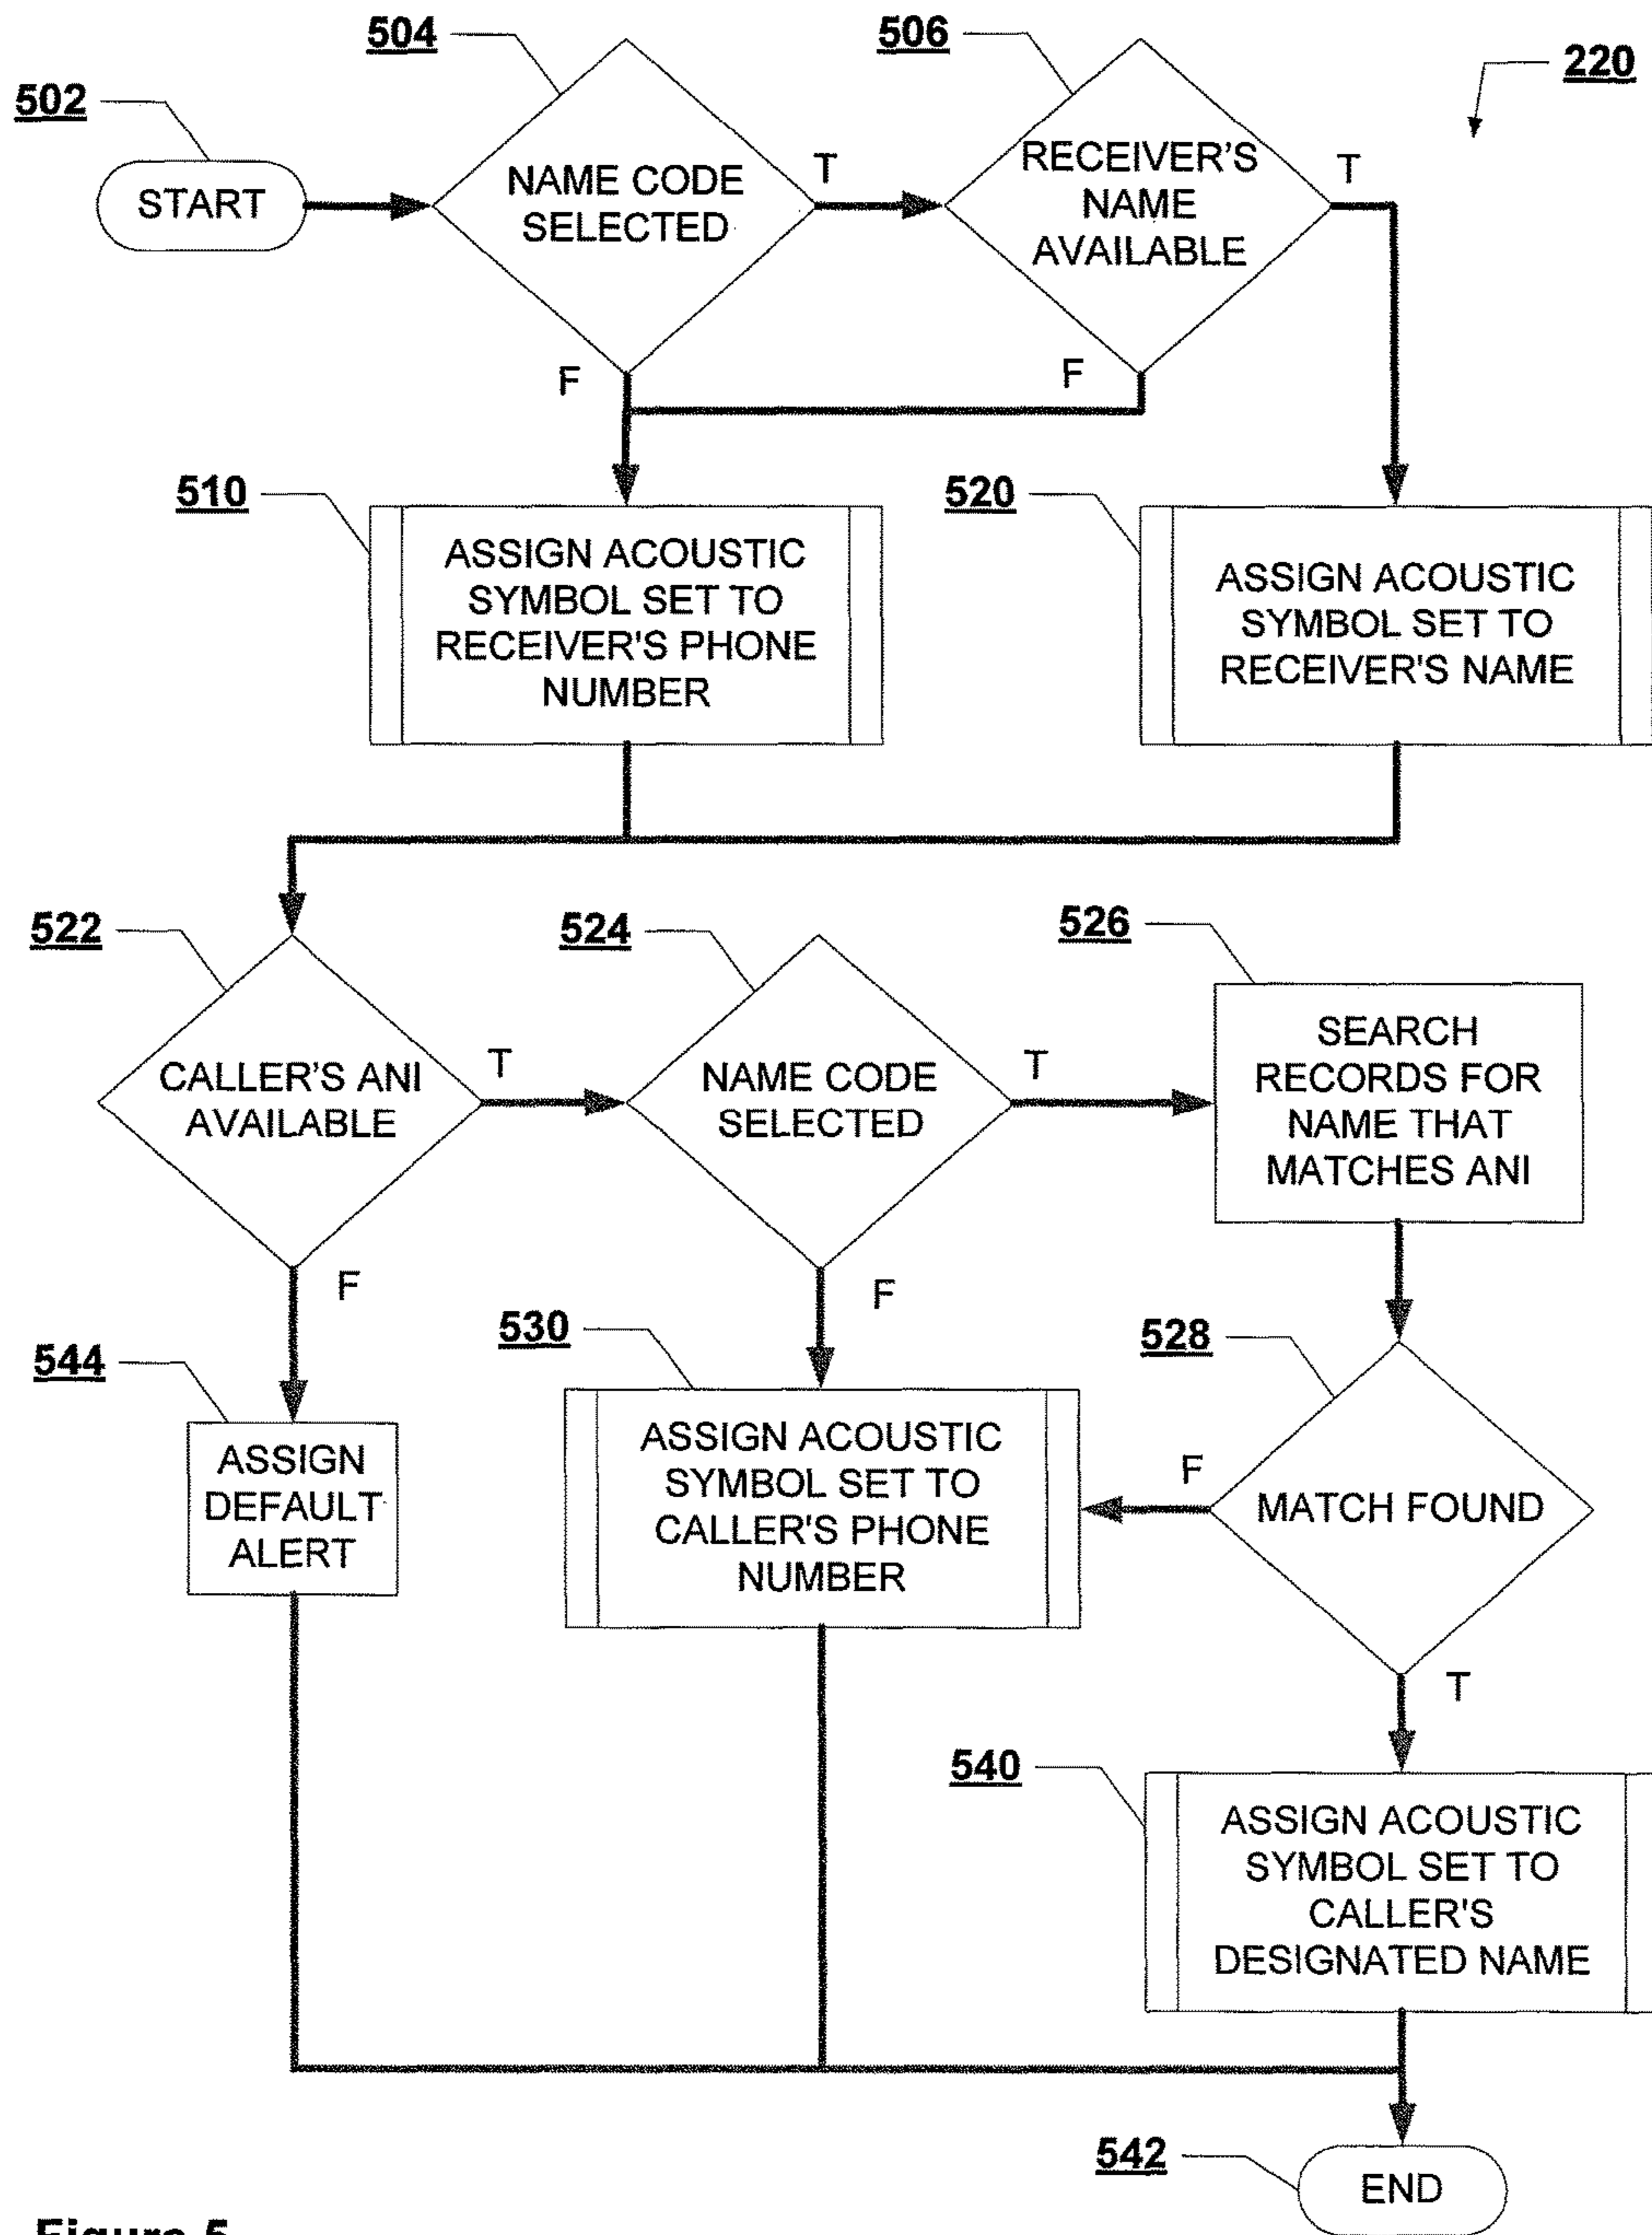 504
506
220
502
START
NAME CODE
SELECTED
T
RECEIVER'S
NAME
AVAILABLE
T
F
F
510
ASSIGN ACOUSTIC
SYMBOL SET TO
RECEIVER'S PHONE
NUMBER
520
ASSIGN ACOUSTIC
SYMBOL SET TO
RECEIVER'S NAME
522
CALLER'S ANI
AVAILABLE
T
F
524
NAME CODE
SELECTED
T
F
526
SEARCH
RECORDS FOR
NAME THAT
MATCHES ANI
544
ASSIGN
DEFAULT
ALERT
530
ASSIGN ACOUSTIC
SYMBOL SET TO
CALLER'S PHONE
NUMBER
528
F
MATCH FOUND
T
540
ASSIGN ACOUSTIC
SYMBOL SET TO
CALLER'S
DESIGNATED NAME
542
END
Figure 5